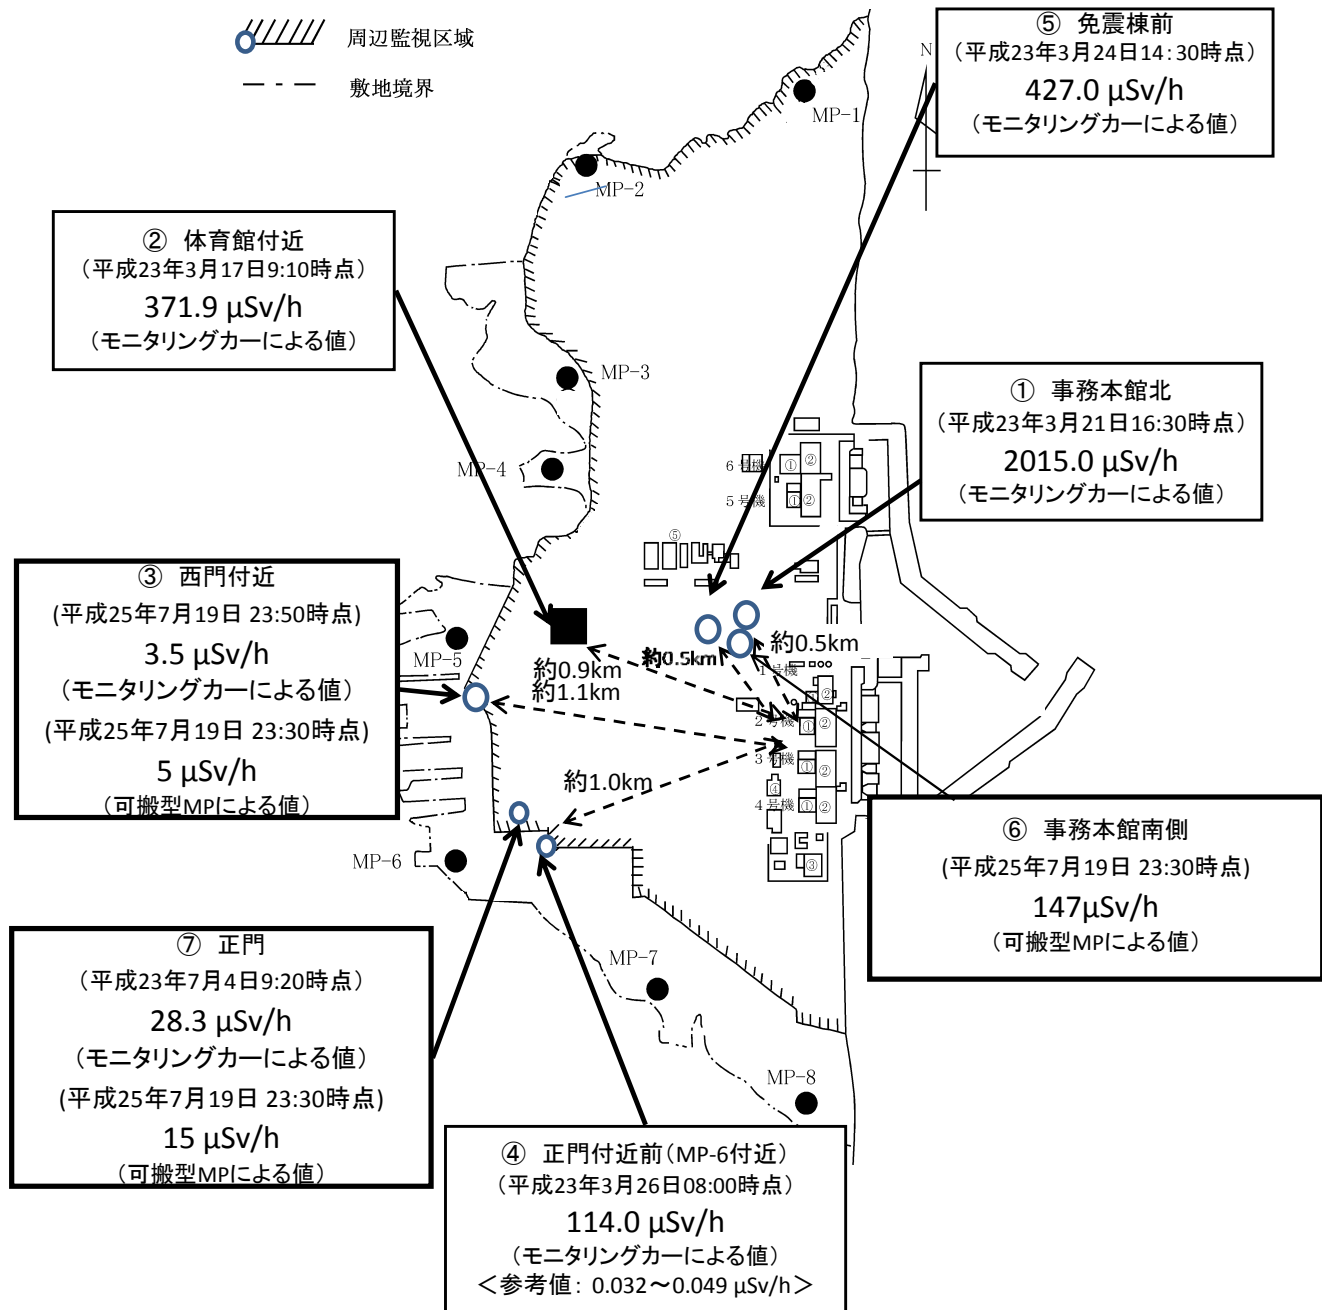 周辺監視区域
敷地境界
⑤ 免震棟前
(平成23年3月24日14:30時点)
427.0 μSv/h
(モニタリングカーによる値)
N
MP-1
MP-2
② 体育館付近
(平成23年3月17日9:10時点)
371.9 μSv/h
(モニタリングカーによる値)
MP-3
① 事務本館北
(平成23年3月21日16:30時点)
2015.0 μSv/h
(モニタリングカーによる値)
MP-4
6号機
①
②
5号機
①
②
⑤
③ 西門付近
(平成25年7月19日 23:50時点)
3.5 μSv/h
(モニタリングカーによる値)
(平成25年7月19日 23:30時点)
5 μSv/h
(可搬型MPによる値)
MP-5
約0.9km
約1.1km
約0.5km
約0.5km
1号機
②
2号機
①
②
3号機
①
②
④
4号機
①
②
③
約1.0km
MP-6
⑥ 事務本館南側
(平成25年7月19日 23:30時点)
147μSv/h
(可搬型MPによる値)
⑦ 正門
(平成23年7月4日9:20時点)
28.3 μSv/h
(モニタリングカーによる値)
(平成25年7月19日 23:30時点)
15 μSv/h
(可搬型MPによる値)
MP-7
MP-8
④ 正門付近前(MP-6付近)
(平成23年3月26日08:00時点)
114.0 μSv/h
(モニタリングカーによる値)
<参考値: 0.032~0.049 μSv/h>